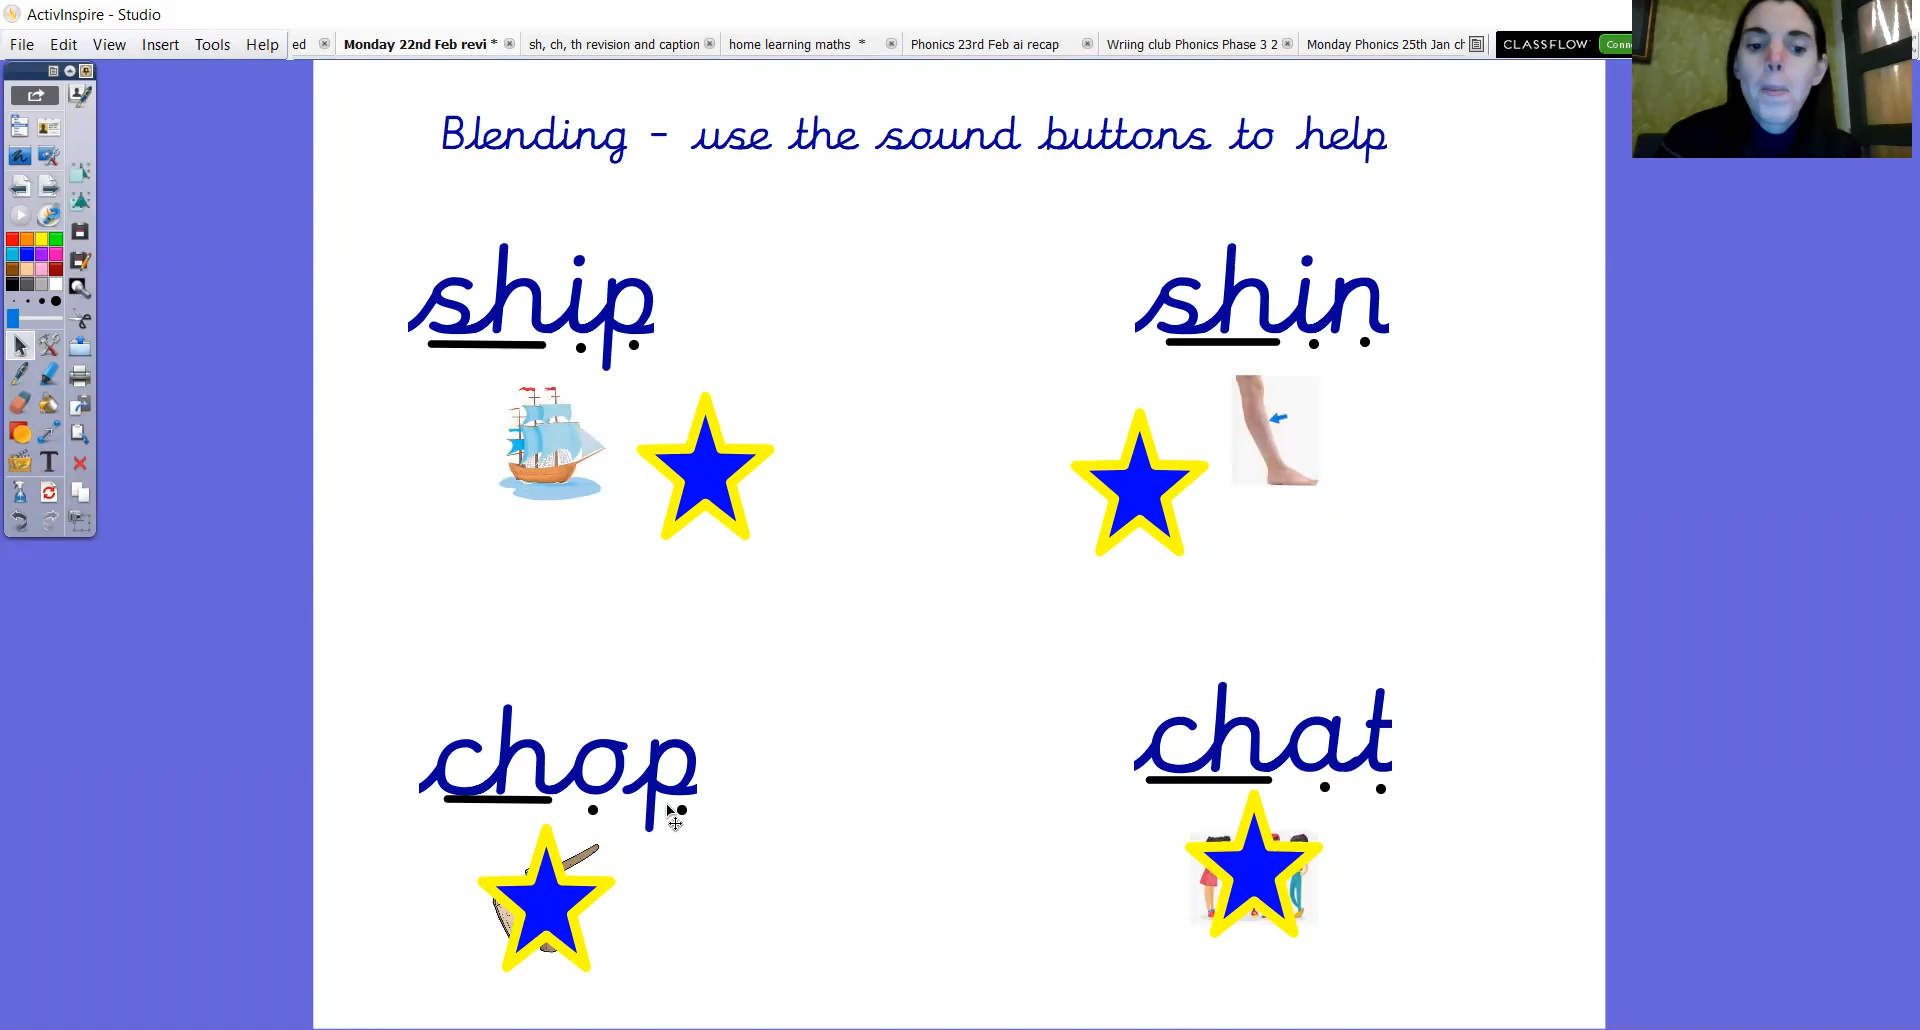 ActivInspire - Studio
File Edit View Insert Tools Help ed Monday 22nd Feb revi * sh, ch, th revision and caption home learning maths * Phonics 23rd Feb ai recap Wriing club Phonics Phase 3 2 Monday Phonics 25th Jan ch CLASSFLOW Conn
Blending - use the sound buttons to help
ship shin
chop chat